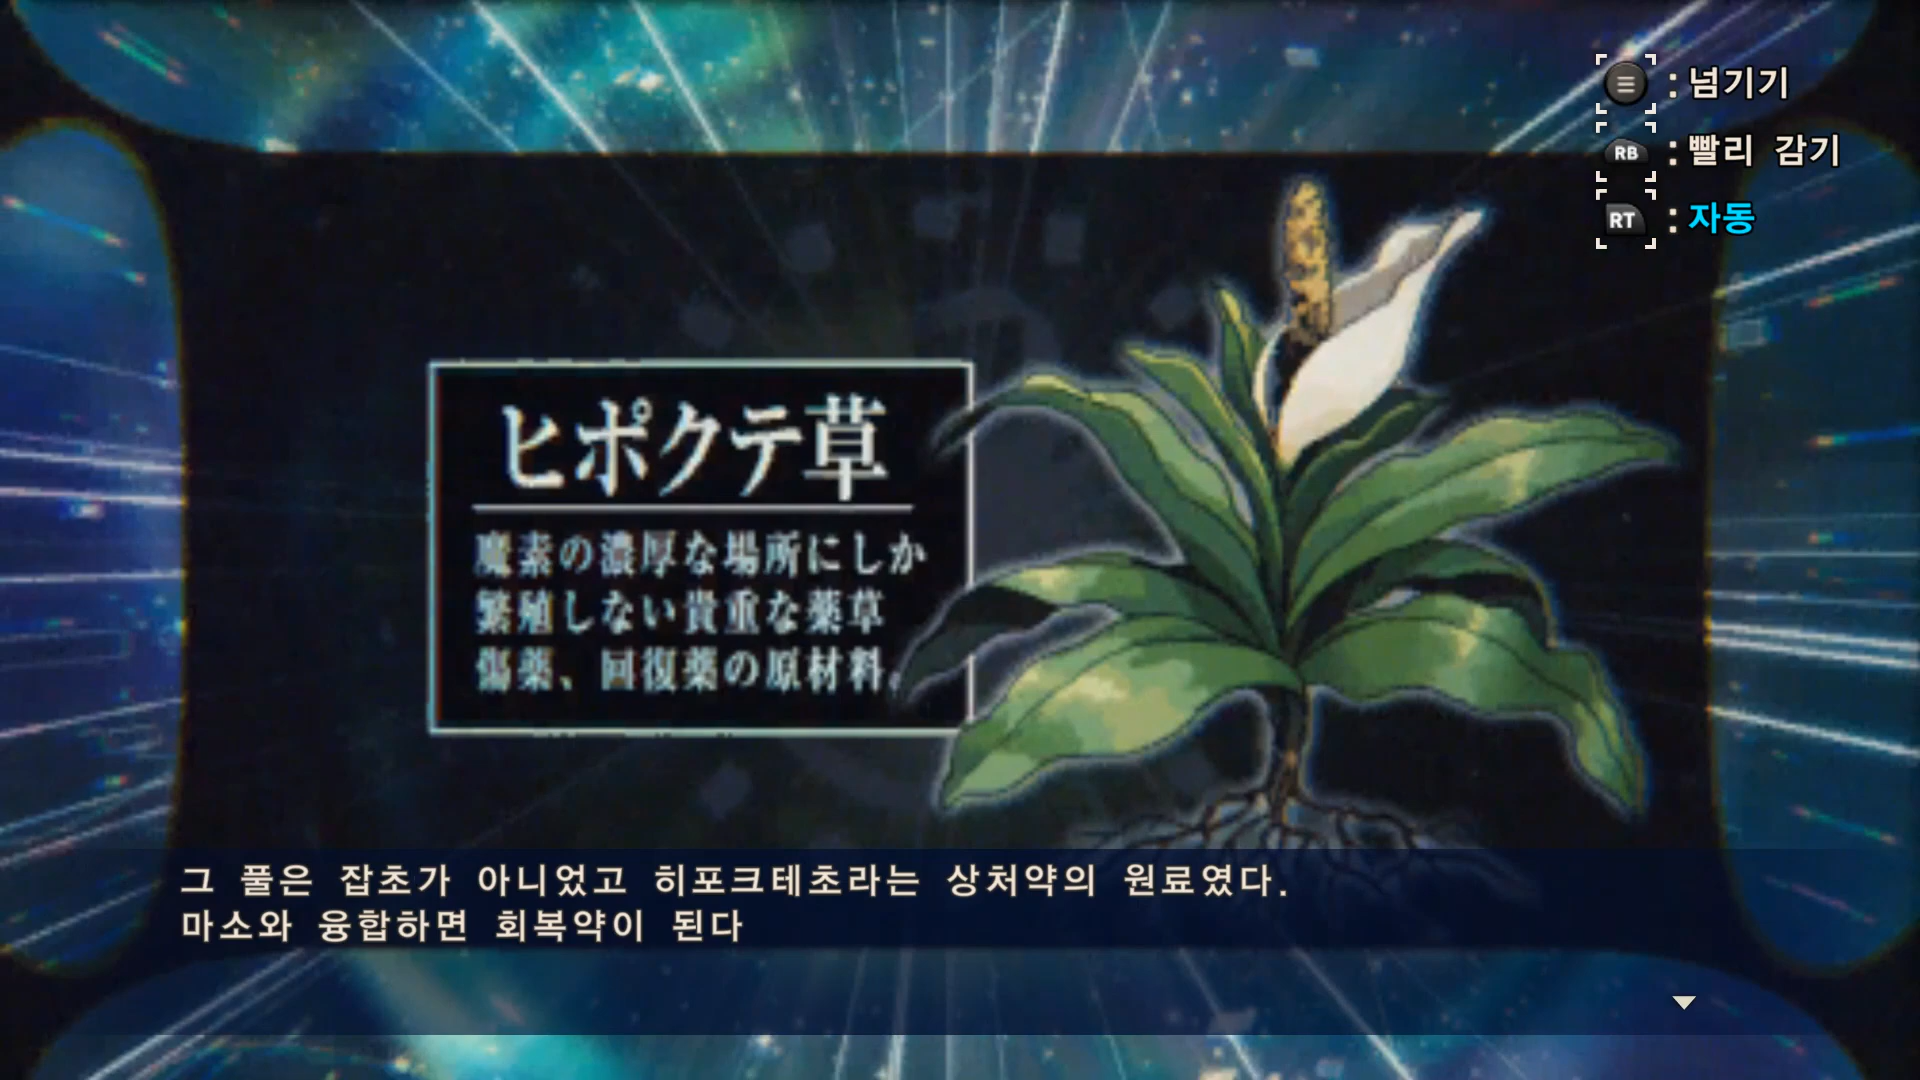 : 넘기기
RB : 빨리 감기
RT : 자동
ヒポクテ草
魔素の濃厚な場所にしか
繁殖しない貴重な薬草
傷薬、回復薬の原材料。
그 풀은 잡초가 아니었고 히포크테초라는 상처약의 원료였다.
마소와 융합하면 회복약이 된다